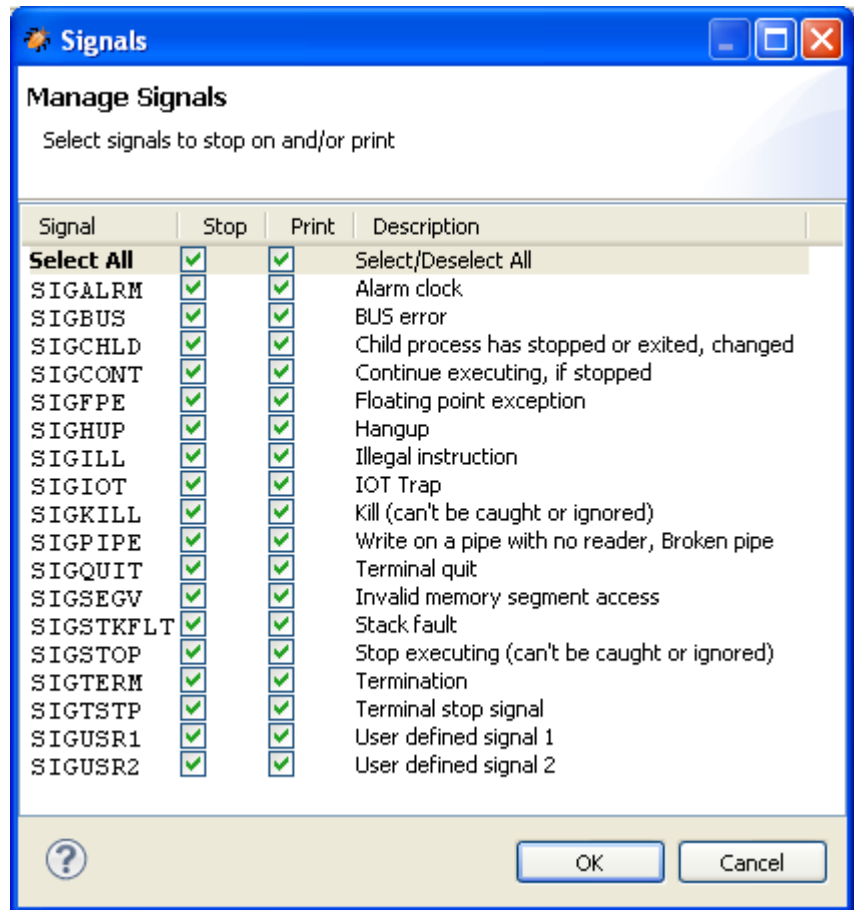 Signals
Manage Signals
Select signals to stop on and/or print
Signal Stop Print Description
Select All Select/Deselect All
SIGALRM Alarm clock
SIGBUS BUS error
SIGCHLD Child process has stopped or exited, changed
SIGCONT Continue executing, if stopped
SIGFPE Floating point exception
SIGHUP Hangup
SIGILL Illegal instruction
SIGIOT IOT Trap
SIGKILL Kill (can't be caught or ignored)
SIGPIPE Write on a pipe with no reader, Broken pipe
SIGQUIT Terminal quit
SIGSEGV Invalid memory segment access
SIGSTKFLT Stack fault
SIGSTOP Stop executing (can't be caught or ignored)
SIGTERM Termination
SIGTSTP Terminal stop signal
SIGUSR1 User defined signal 1
SIGUSR2 User defined signal 2
? OK Cancel